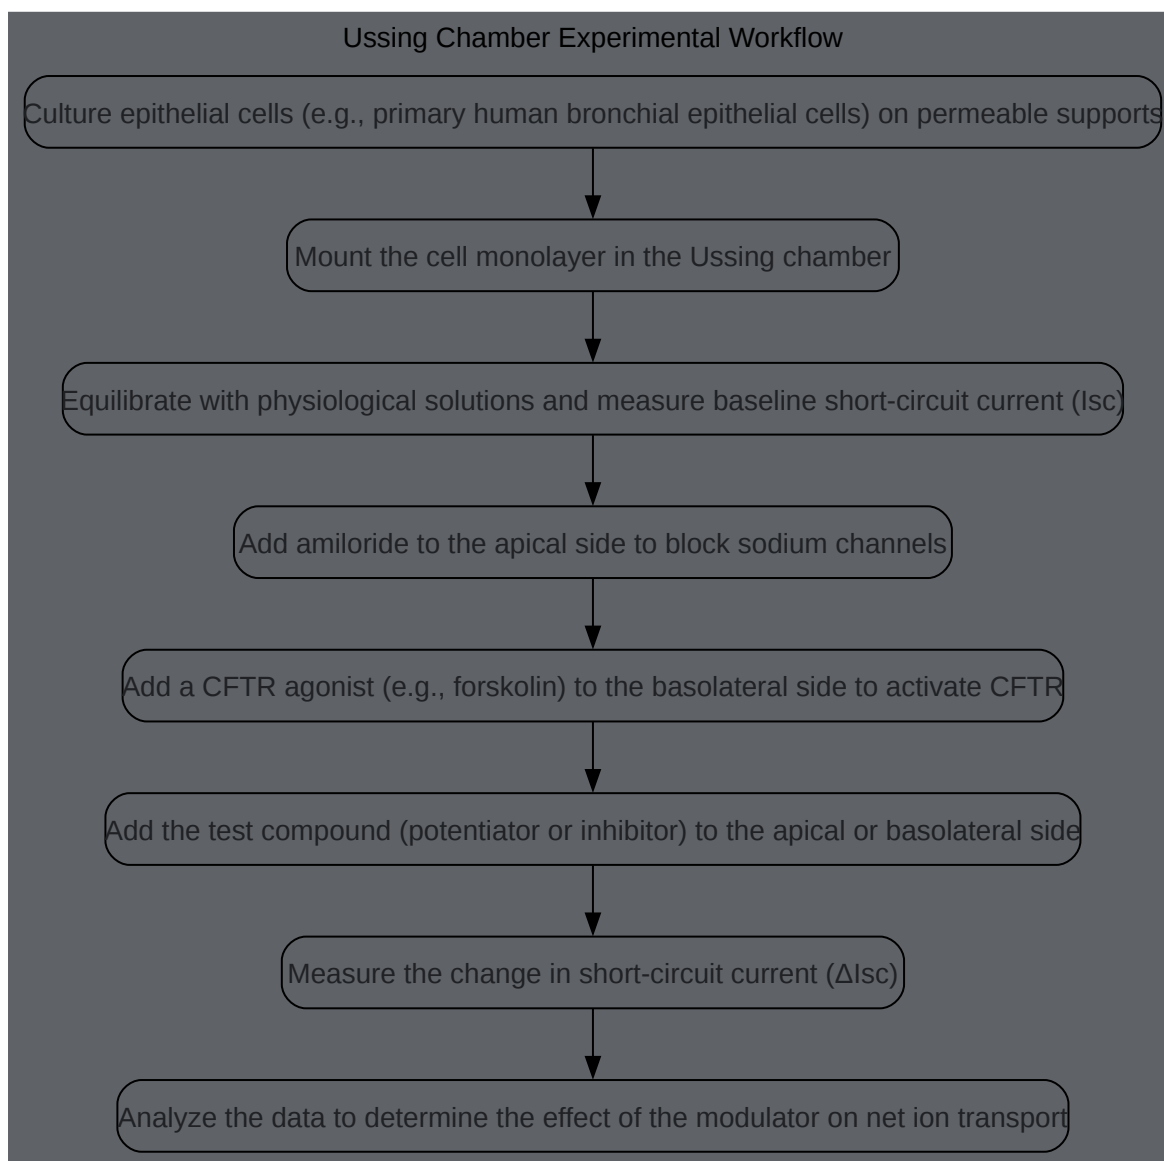 Ussing Chamber Experimental Workflow
Culture epithelial cells (e.g., primary human bronchial epithelial cells) on permeable supports
Mount the cell monolayer in the Ussing chamber
Equilibrate with physiological solutions and measure baseline short-circuit current (Isc)
Add amiloride to the apical side to block sodium channels
Add a CFTR agonist (e.g., forskolin) to the basolateral side to activate CFTR
Add the test compound (potentiator or inhibitor) to the apical or basolateral side
Measure the change in short-circuit current (ΔIsc)
Analyze the data to determine the effect of the modulator on net ion transport